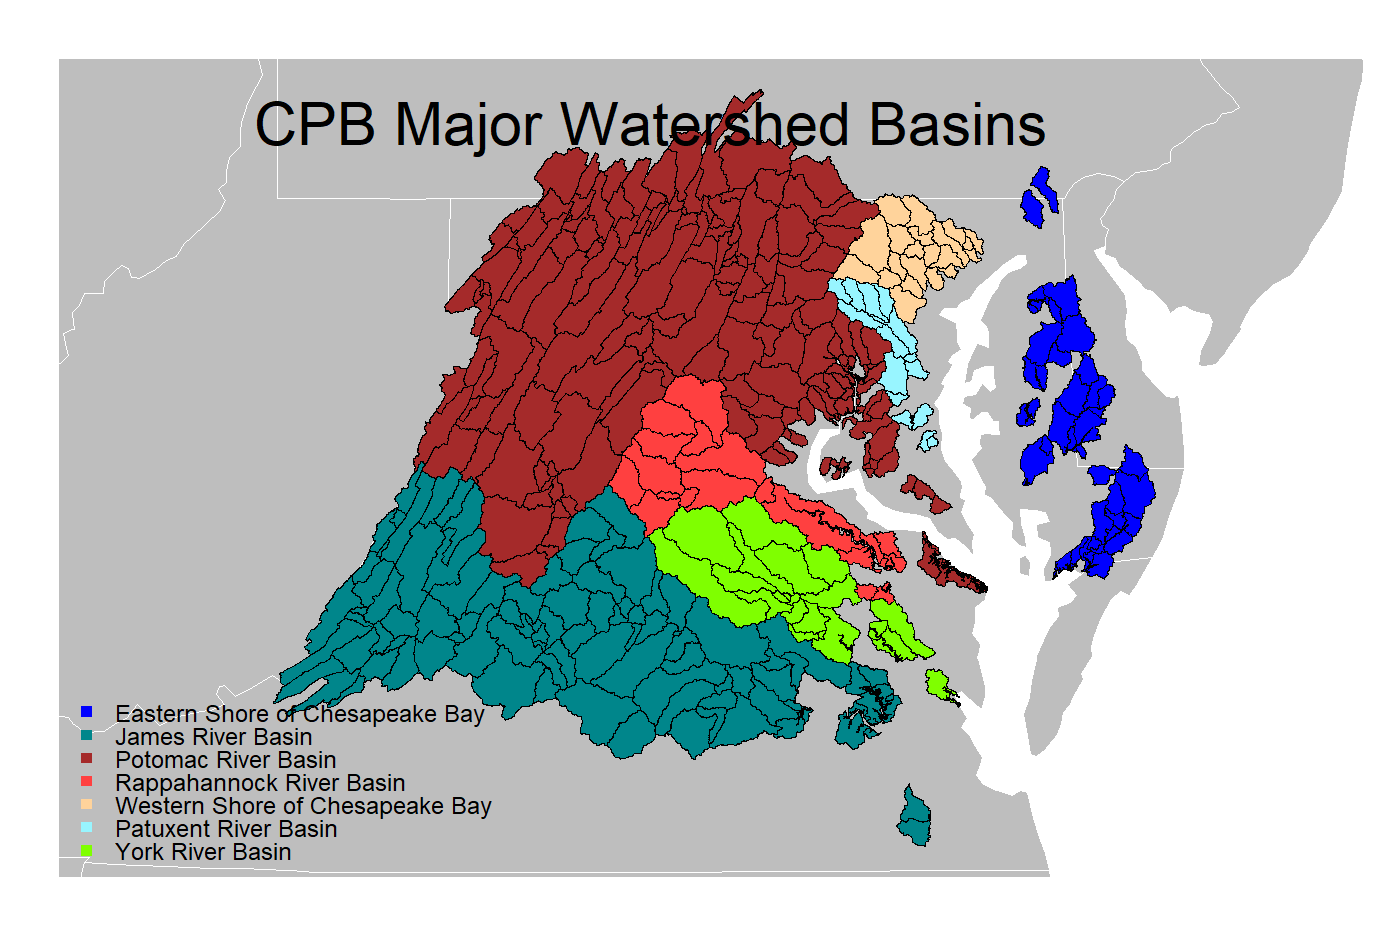 CPB Major Watershed Basins
Eastern Shore of Chesapeake Bay
James River Basin
Potomac River Basin
Rappahannock River Basin
Western Shore of Chesapeake Bay
Patuxent River Basin
York River Basin